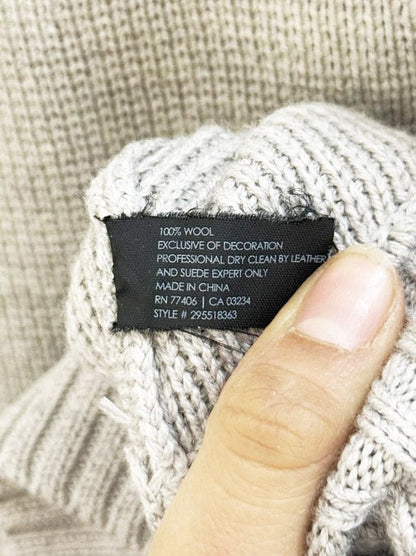 100% WOOL
EXCLUSIVE OF DECORATION
PROFESSIONAL DRY CLEAN BY LEATHER
AND SUEDE EXPERT ONLY
MADE IN CHINA
RN 77406 | CA 03234
STYLE # 295518363